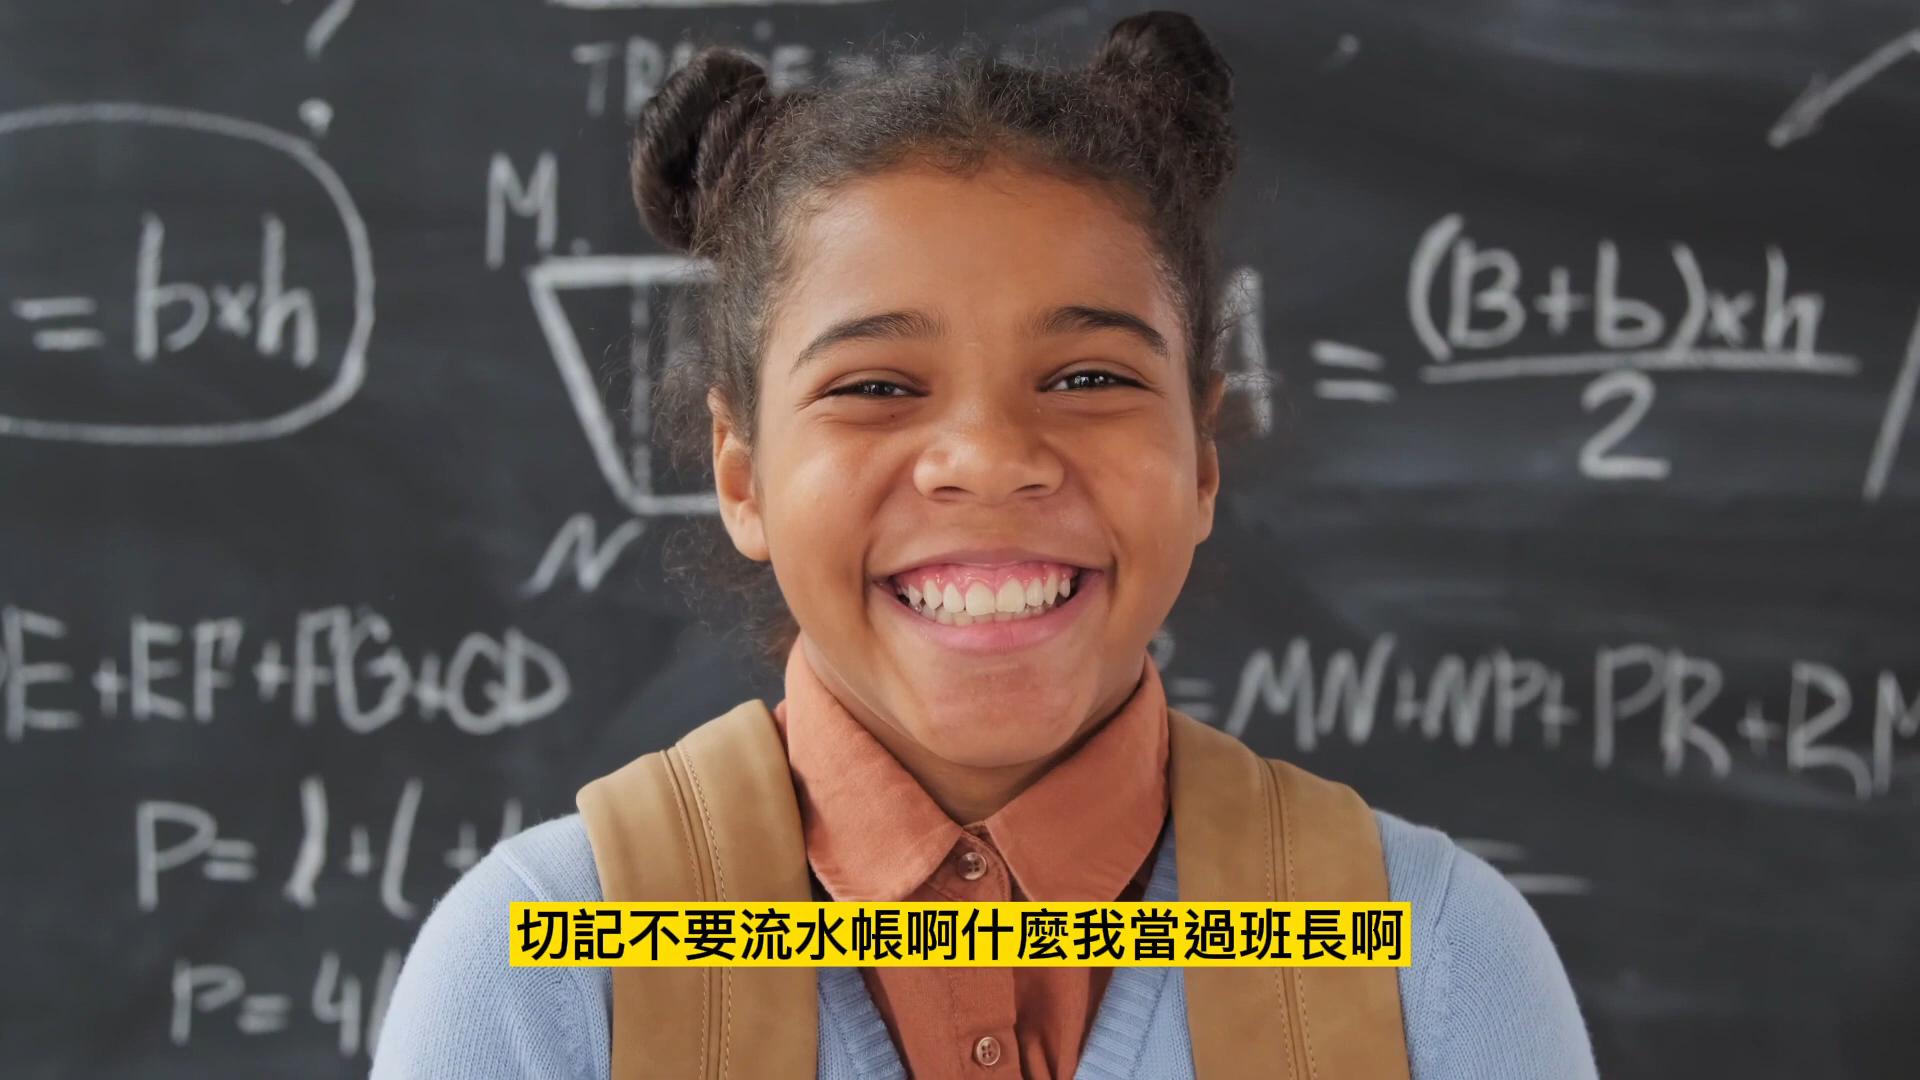 M
= b×h
A = (B+b)×h
2
N
E+EF+FG+GD
= MN+NP+PR+RM
P= l+l+
P=4l
切記不要流水帳啊什麼我當過班長啊